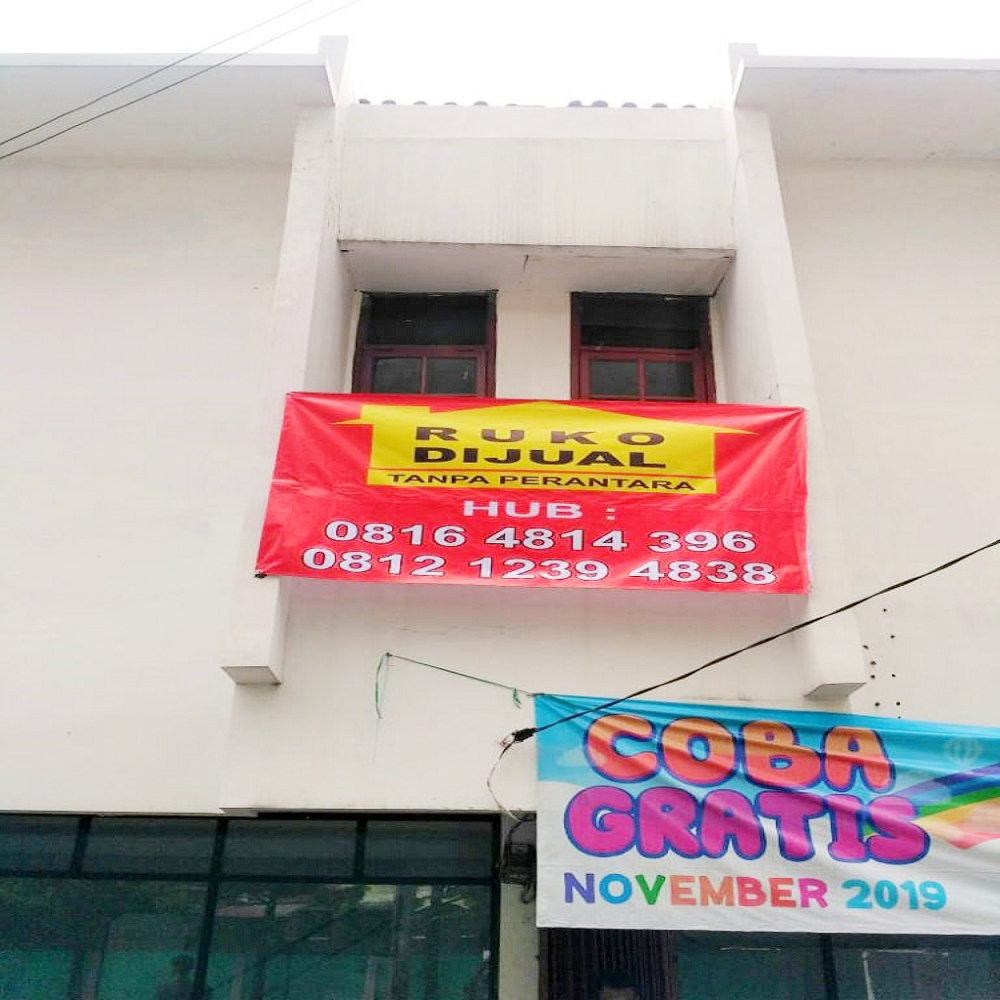 RUKO
DIJUAL
TANPA PERANTARA
HUB :
0816 4814 396
0812 1239 4838
COBA
GRATIS
NOVEMBER 2019